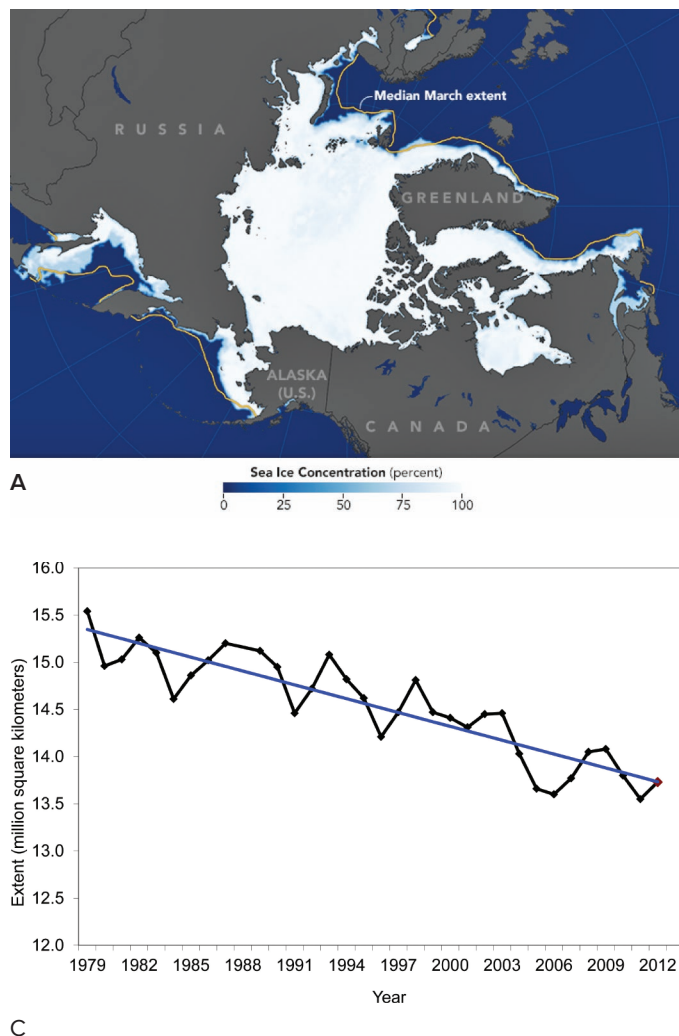 Median March extent
RUSSIA
GREENLAND
ALASKA
(U.S.)
CANADA
A
Sea Ice Concentration (percent)
0 25 50 75 100
16.0
15.5
15.0
14.5
14.0
13.5
13.0
12.5
12.0
Extent (million square kilometers)
1979 1982 1985 1988 1991 1994 1997 2000 2003 2006 2009 2012
Year
C